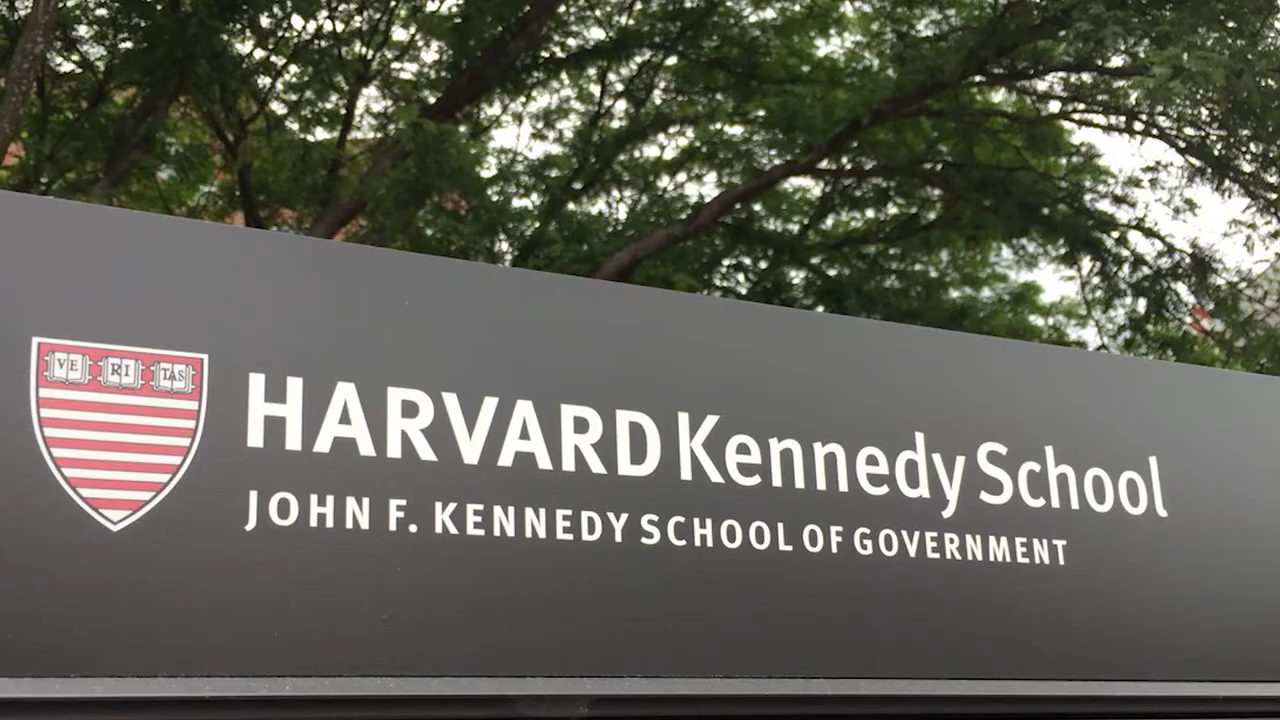 VE RI TAS
HARVARD Kennedy School
JOHN F. KENNEDY SCHOOL OF GOVERNMENT